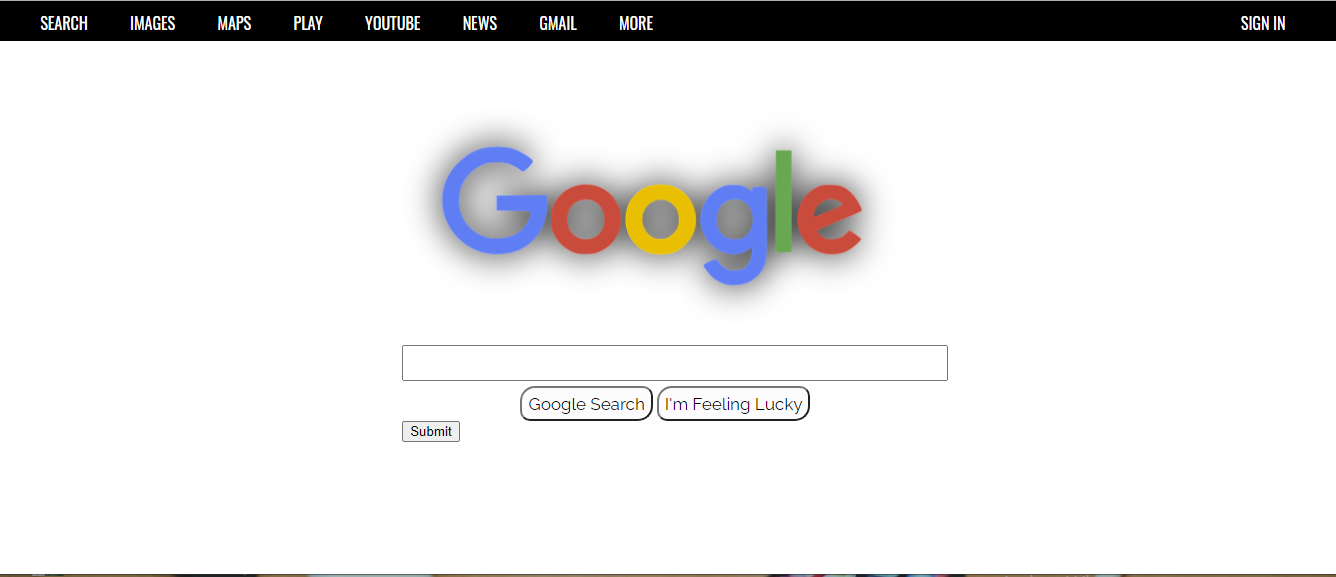 SEARCH IMAGES MAPS PLAY YOUTUBE NEWS GMAIL MORE SIGN IN
Google
Google Search I'm Feeling Lucky
Submit